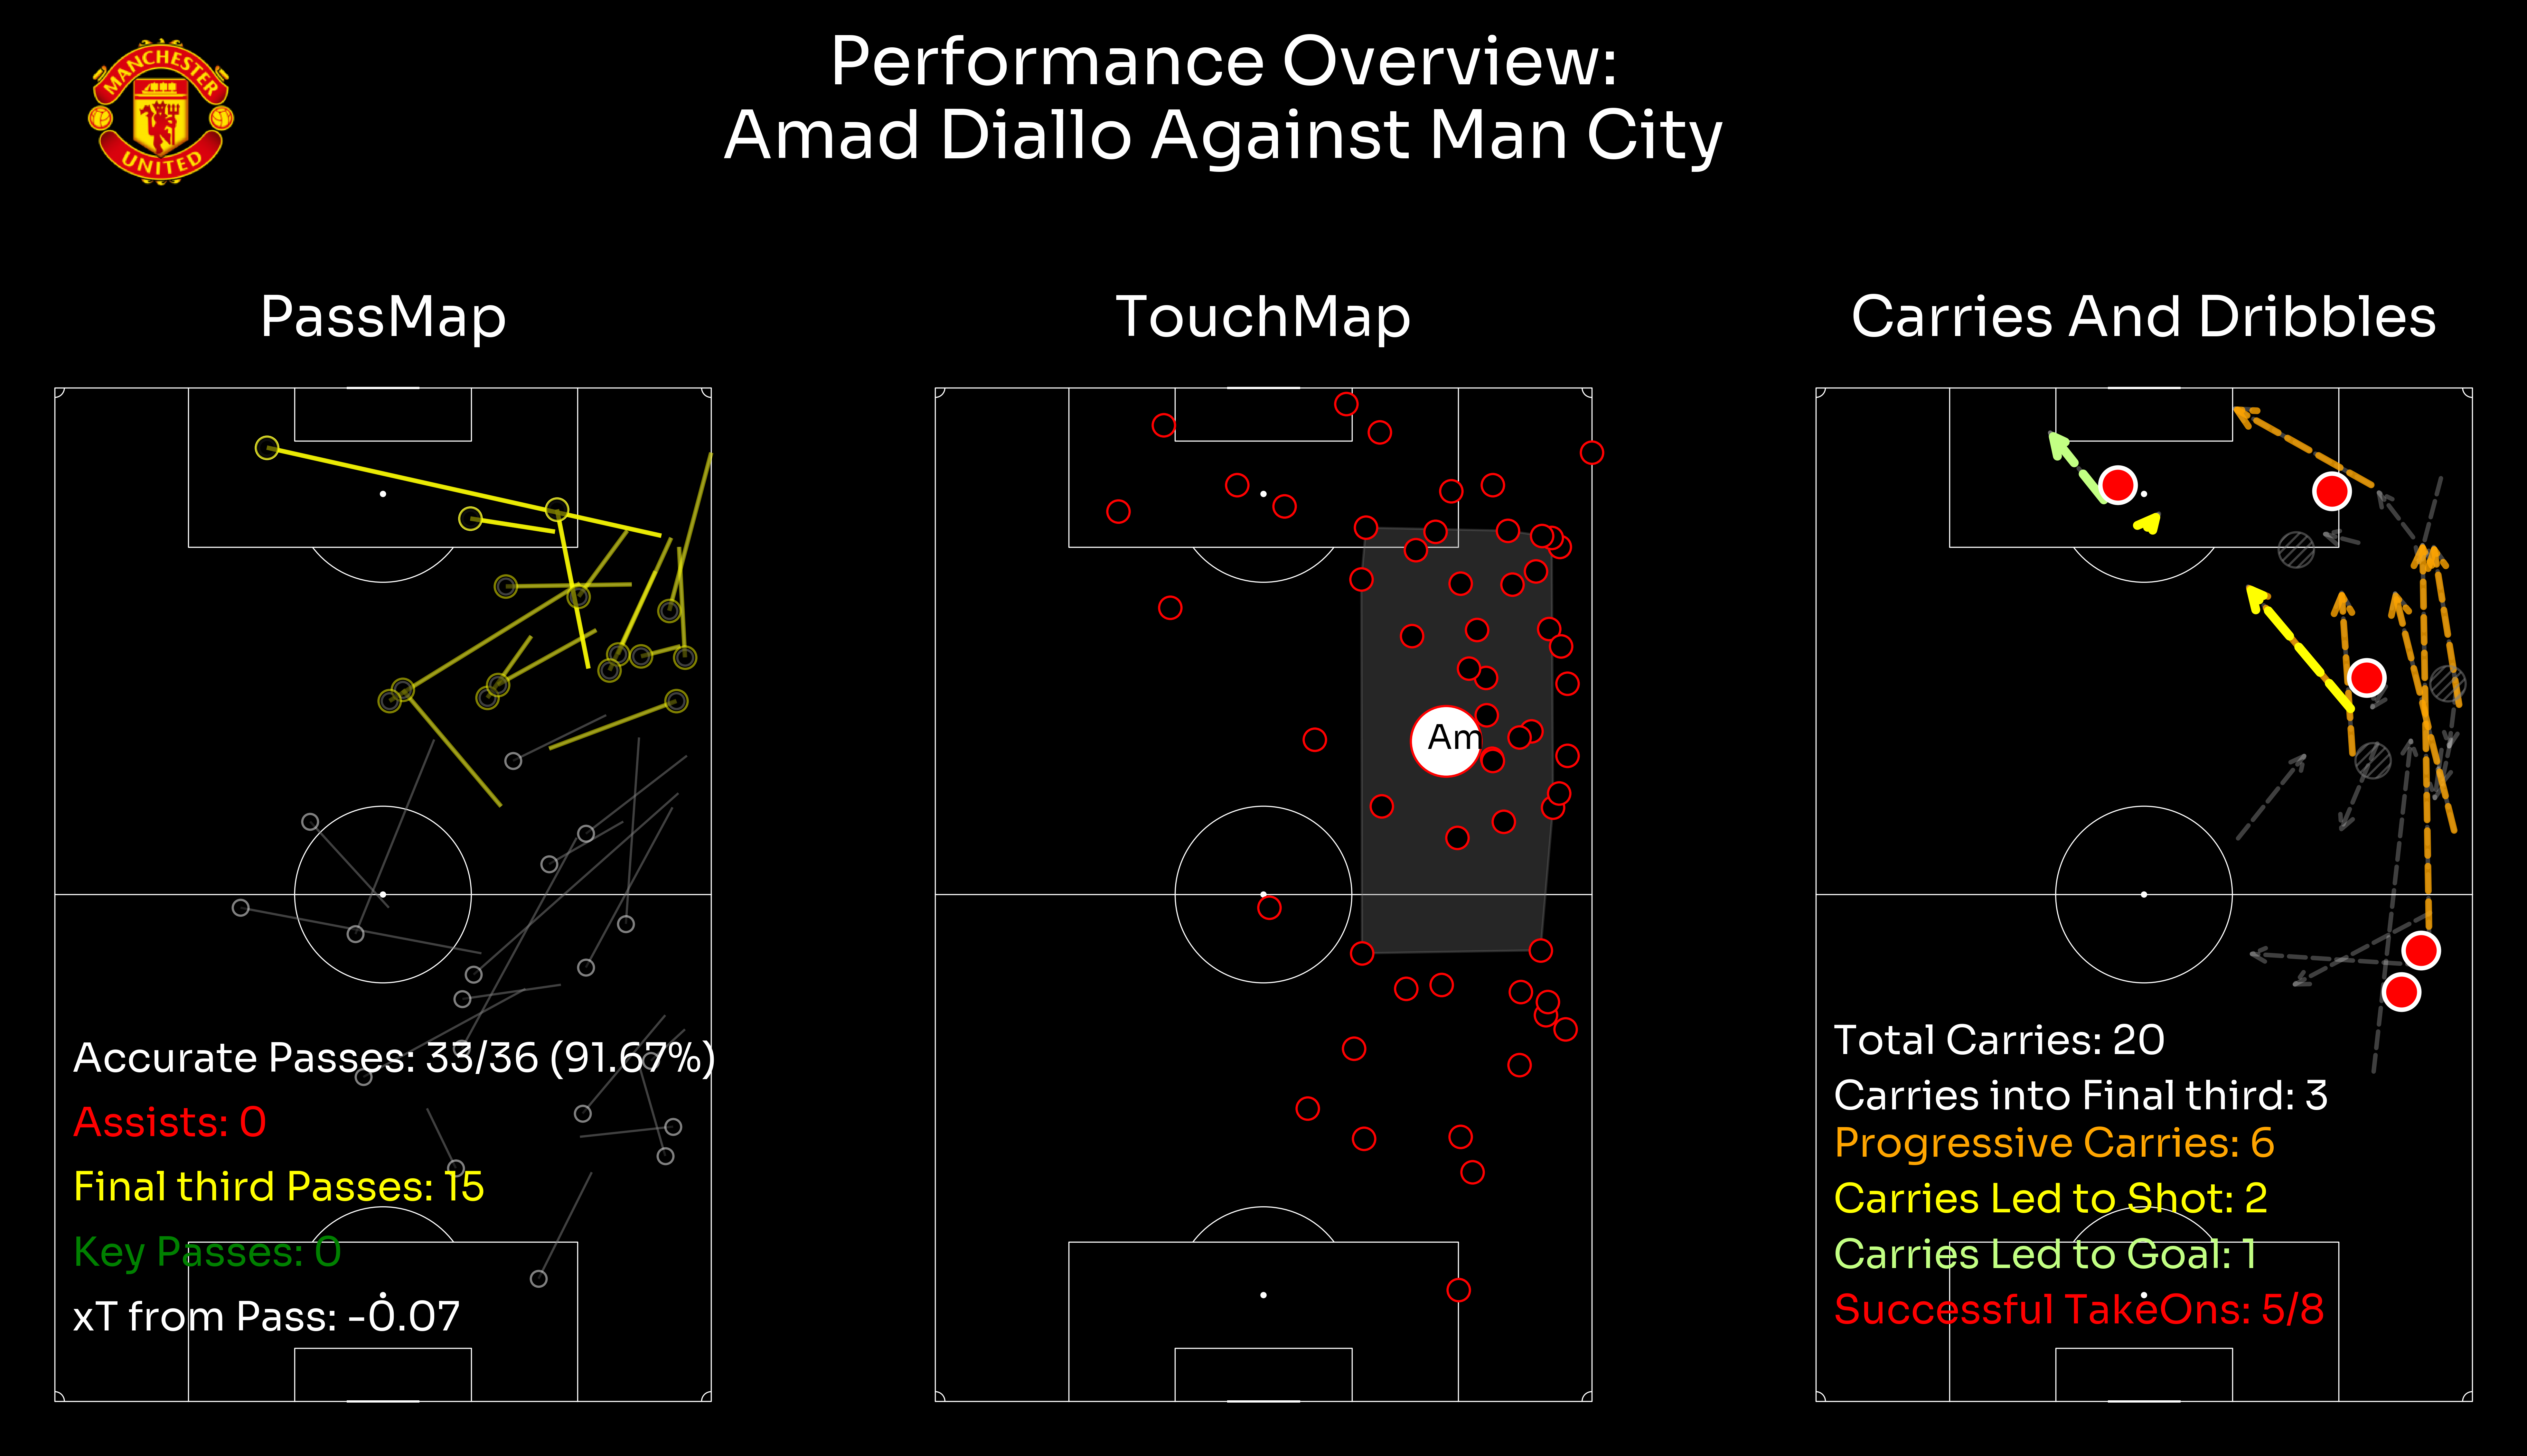 MANCHESTER
UNITED
Performance Overview:
Amad Diallo Against Man City
PassMap
TouchMap
Carries And Dribbles
Accurate Passes: 33/36 (91.67%)
Assists: 0
Final third Passes: 15
Key Passes: 0
xT from Pass: -0.07
Am
Total Carries: 20
Carries into Final third: 3
Progressive Carries: 6
Carries Led to Shot: 2
Carries Led to Goal: 1
Successful TakeOns: 5/8